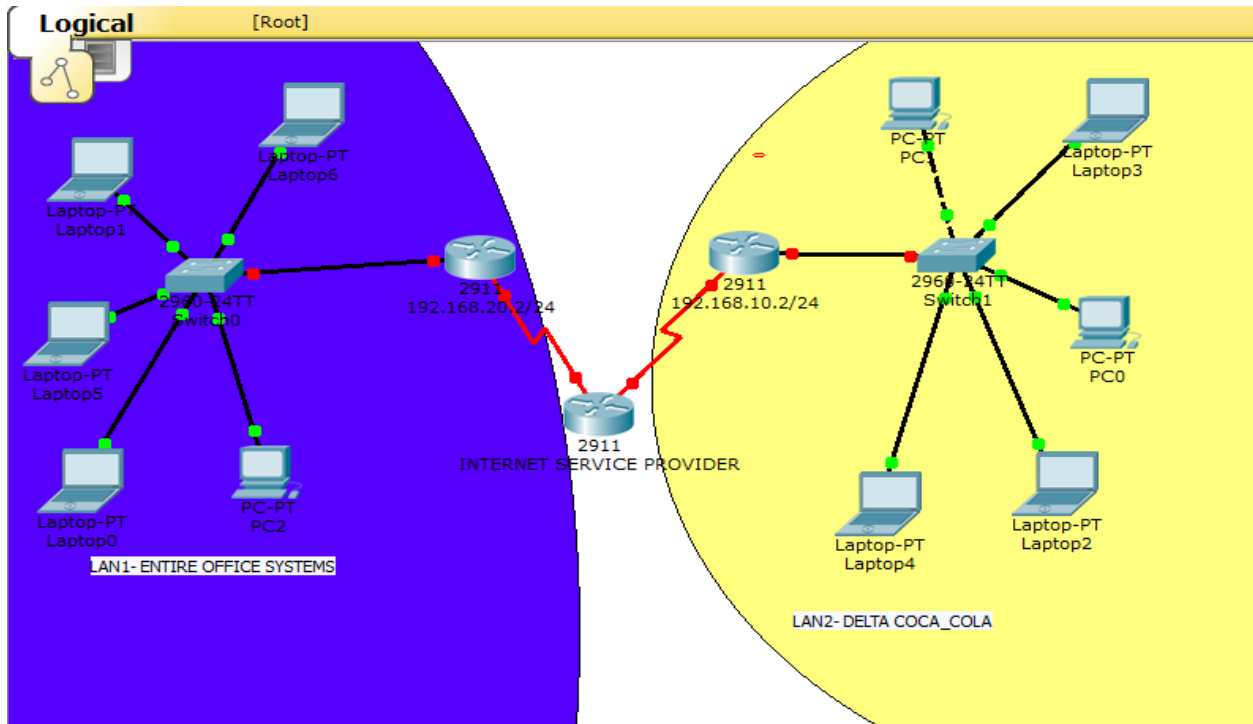 Logical
[Root]
Laptop-PT
Laptop6
Laptop-PT
Laptop1
2960-24TT
Switch0
Laptop-PT
Laptop5
Laptop-PT
Laptop0
PC-PT
PC2
LAN1- ENTIRE OFFICE SYSTEMS
2911
192.168.20.2/24
2911
192.168.10.2/24
2911
INTERNET SERVICE PROVIDER
PC-PT
PC1
Laptop-PT
Laptop3
2960-24TT
Switch1
PC-PT
PC0
Laptop-PT
Laptop4
Laptop-PT
Laptop2
LAN2- DELTA COCA_COLA